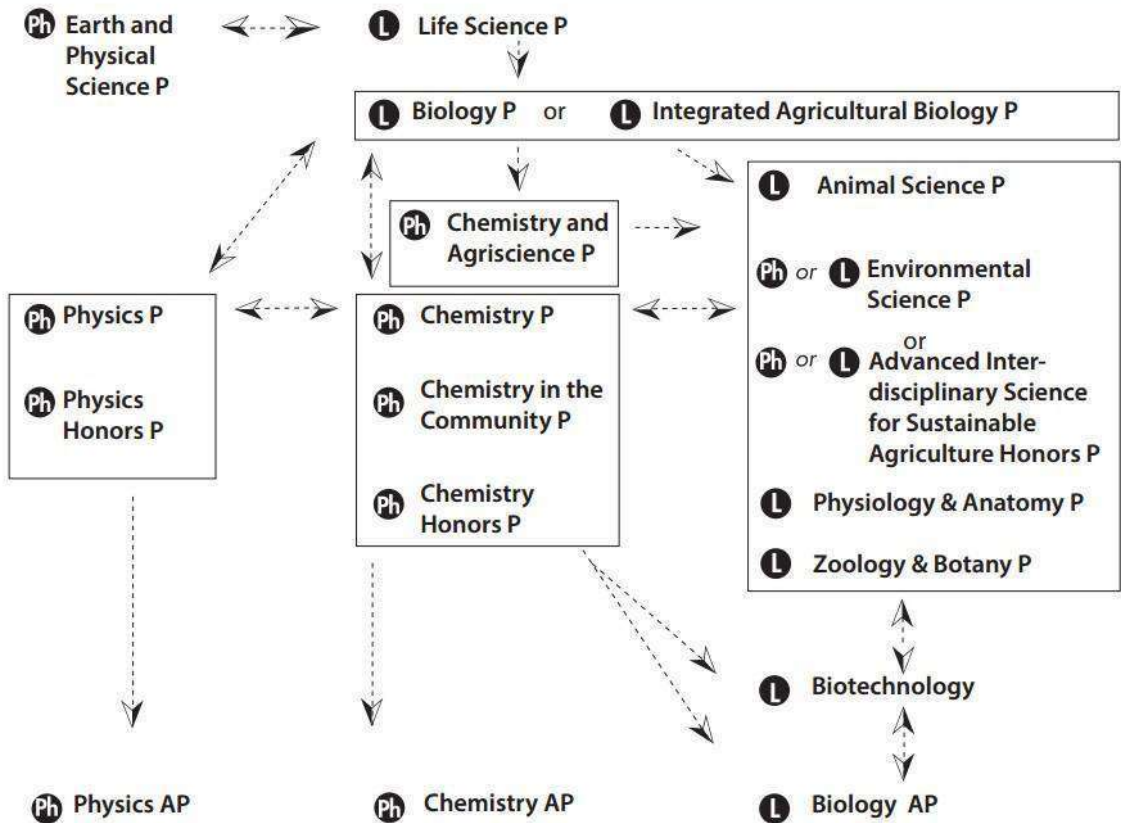 Ph Earth and
Physical
Science P
L Life Science P
L Biology P or L Integrated Agricultural Biology P
Ph Chemistry and
Agriscience P
L Animal Science P
Ph or L Environmental
Science P
or
Ph or L Advanced Inter-
disciplinary Science
for Sustainable
Agriculture Honors P
L Physiology & Anatomy P
L Zoology & Botany P
Ph Physics P
Ph Physics
Honors P
Ph Chemistry P
Ph Chemistry in the
Community P
Ph Chemistry
Honors P
L Biotechnology
Ph Physics AP
Ph Chemistry AP
L Biology AP